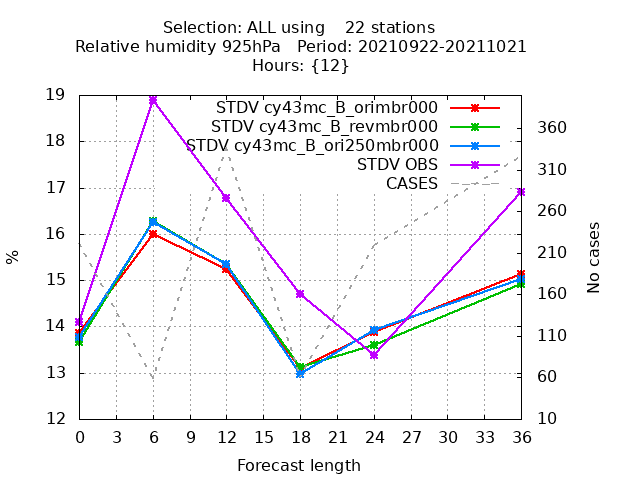 Selection: ALL using    22 stations
Relative humidity 925hPa   Period: 20210922-20211021
Hours: {12}
STDV cy43mc_B_orimbr000
STDV cy43mc_B_revmbr000
STDV cy43mc_B_ori250mbr000
STDV OBS
CASES
19
18
17
16
15
14
13
12
%
360
310
260
210
160
110
60
10
No cases
0 3 6 9 12 15 18 21 24 27 30 33 36
Forecast length